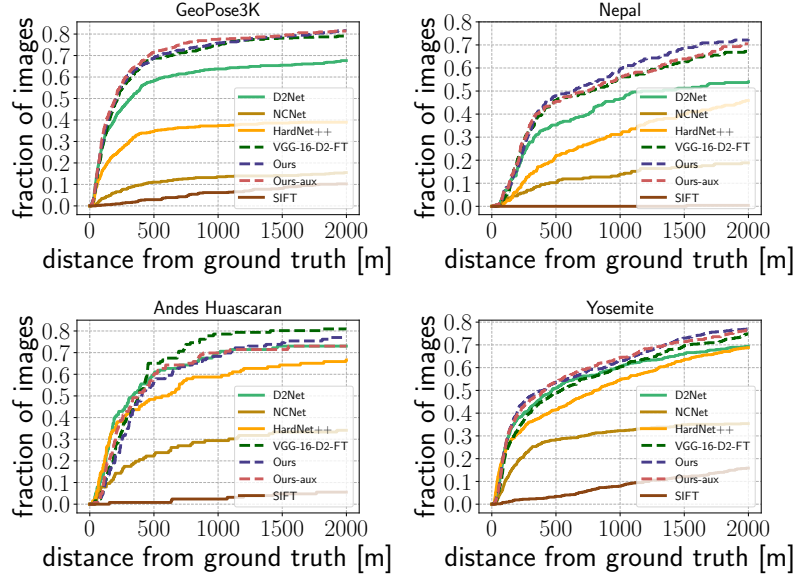 GeoPose3K
fraction of images
0.8
0.7
0.6
0.5
0.4
0.3
0.2
0.1
0.0
D2Net
NCNet
HardNet++
VGG-16-D2-FT
Ours
Ours-aux
SIFT
0 500 1000 1500 2000
distance from ground truth [m]
Nepal
fraction of images
0.8
0.7
0.6
0.5
0.4
0.3
0.2
0.1
0.0
D2Net
NCNet
HardNet++
VGG-16-D2-FT
Ours
Ours-aux
SIFT
0 500 1000 1500 2000
distance from ground truth [m]
Andes Huascaran
fraction of images
0.8
0.7
0.6
0.5
0.4
0.3
0.2
0.1
0.0
D2Net
NCNet
HardNet++
VGG-16-D2-FT
Ours
Ours-aux
SIFT
0 500 1000 1500 2000
distance from ground truth [m]
Yosemite
fraction of images
0.8
0.7
0.6
0.5
0.4
0.3
0.2
0.1
0.0
D2Net
NCNet
HardNet++
VGG-16-D2-FT
Ours
Ours-aux
SIFT
0 500 1000 1500 2000
distance from ground truth [m]